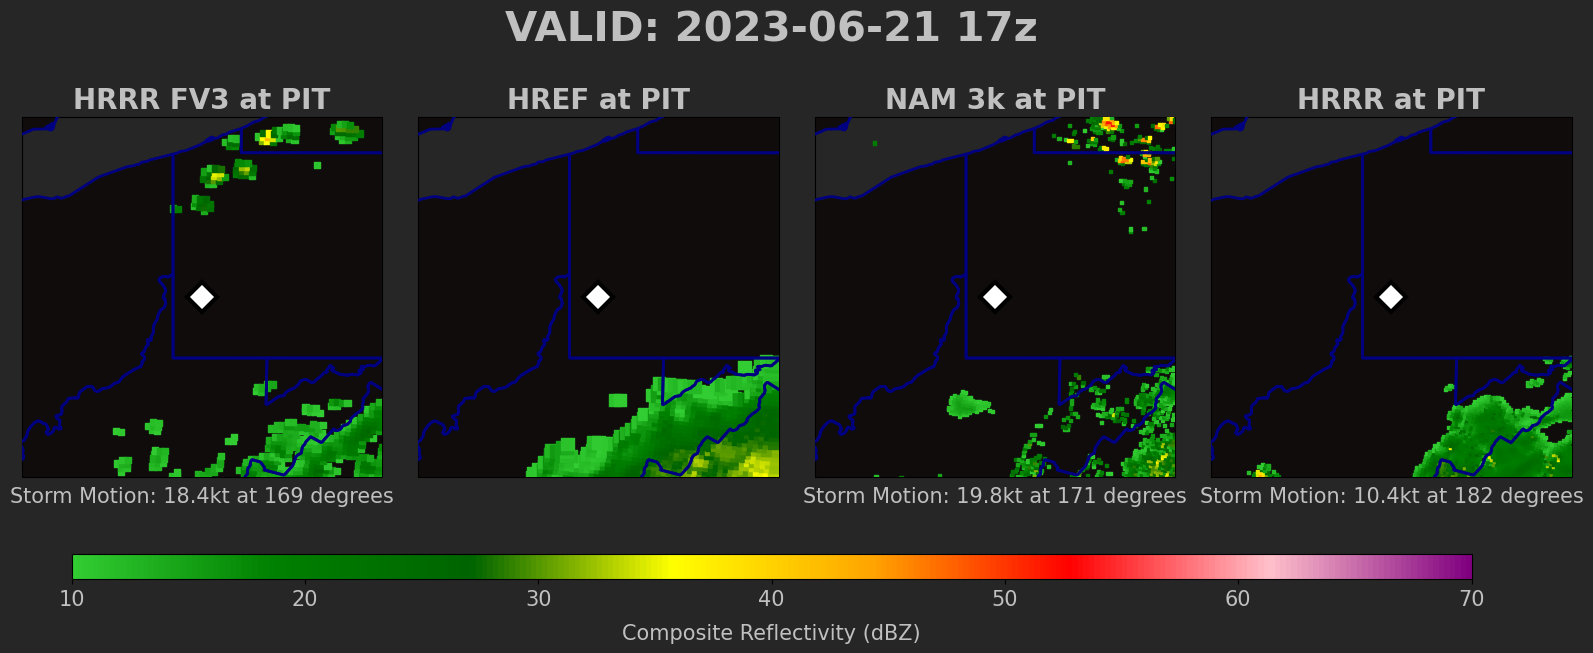 VALID: 2023-06-21 17z
HRRR FV3 at PIT
HREF at PIT
NAM 3k at PIT
HRRR at PIT
Storm Motion: 18.4kt at 169 degrees
Storm Motion: 19.8kt at 171 degrees
Storm Motion: 10.4kt at 182 degrees
10 20 30 40 50 60 70
Composite Reflectivity (dBZ)